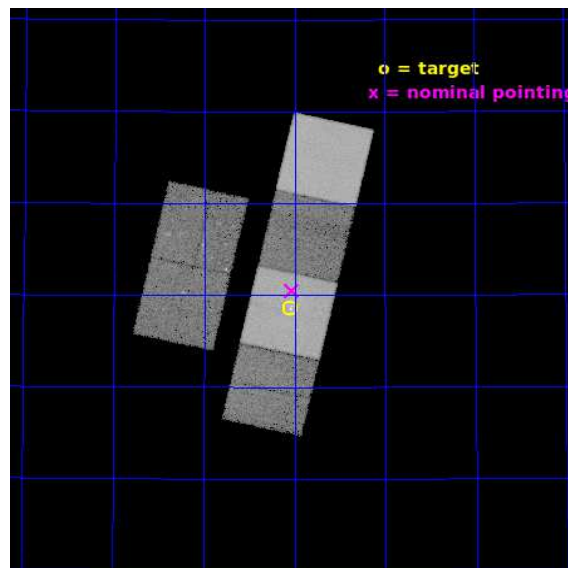 o = target
x = nominal pointing